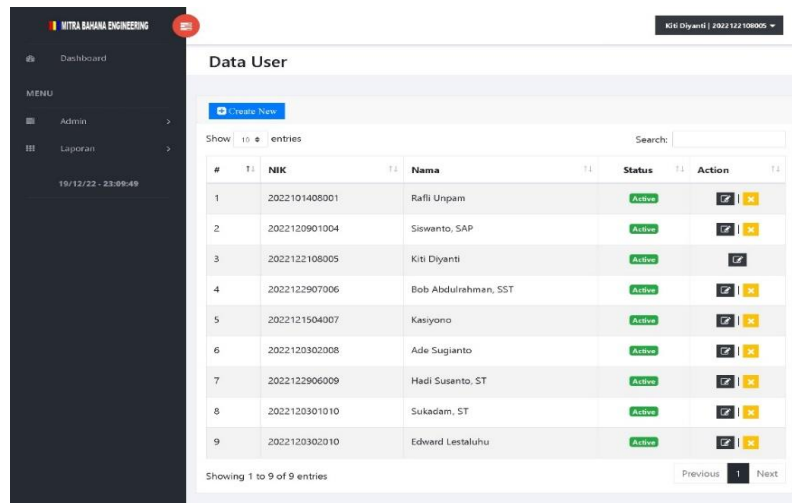 MITRA BAHANA ENGINEERING
Kiti Diyanti | 2022122108005
Dashboard
MENU
Admin
Laporan
19/12/22 - 23:09:49
Data User
Create New
Show 10 entries
Search:
# NIK Nama Status Action
1 2022101408001 Rafli Unpam Active |
2 2022120901004 Siswanto, SAP Active |
3 2022122108005 Kiti Diyanti Active
4 2022122907006 Bob Abdulrahman, SST Active |
5 2022121504007 Kasiyono Active |
6 2022120302008 Ade Sugianto Active |
7 2022122906009 Hadi Susanto, ST Active |
8 2022120301010 Sukadam, ST Active |
9 2022120302010 Edward Lestaluhu Active |
Showing 1 to 9 of 9 entries
Previous 1 Next